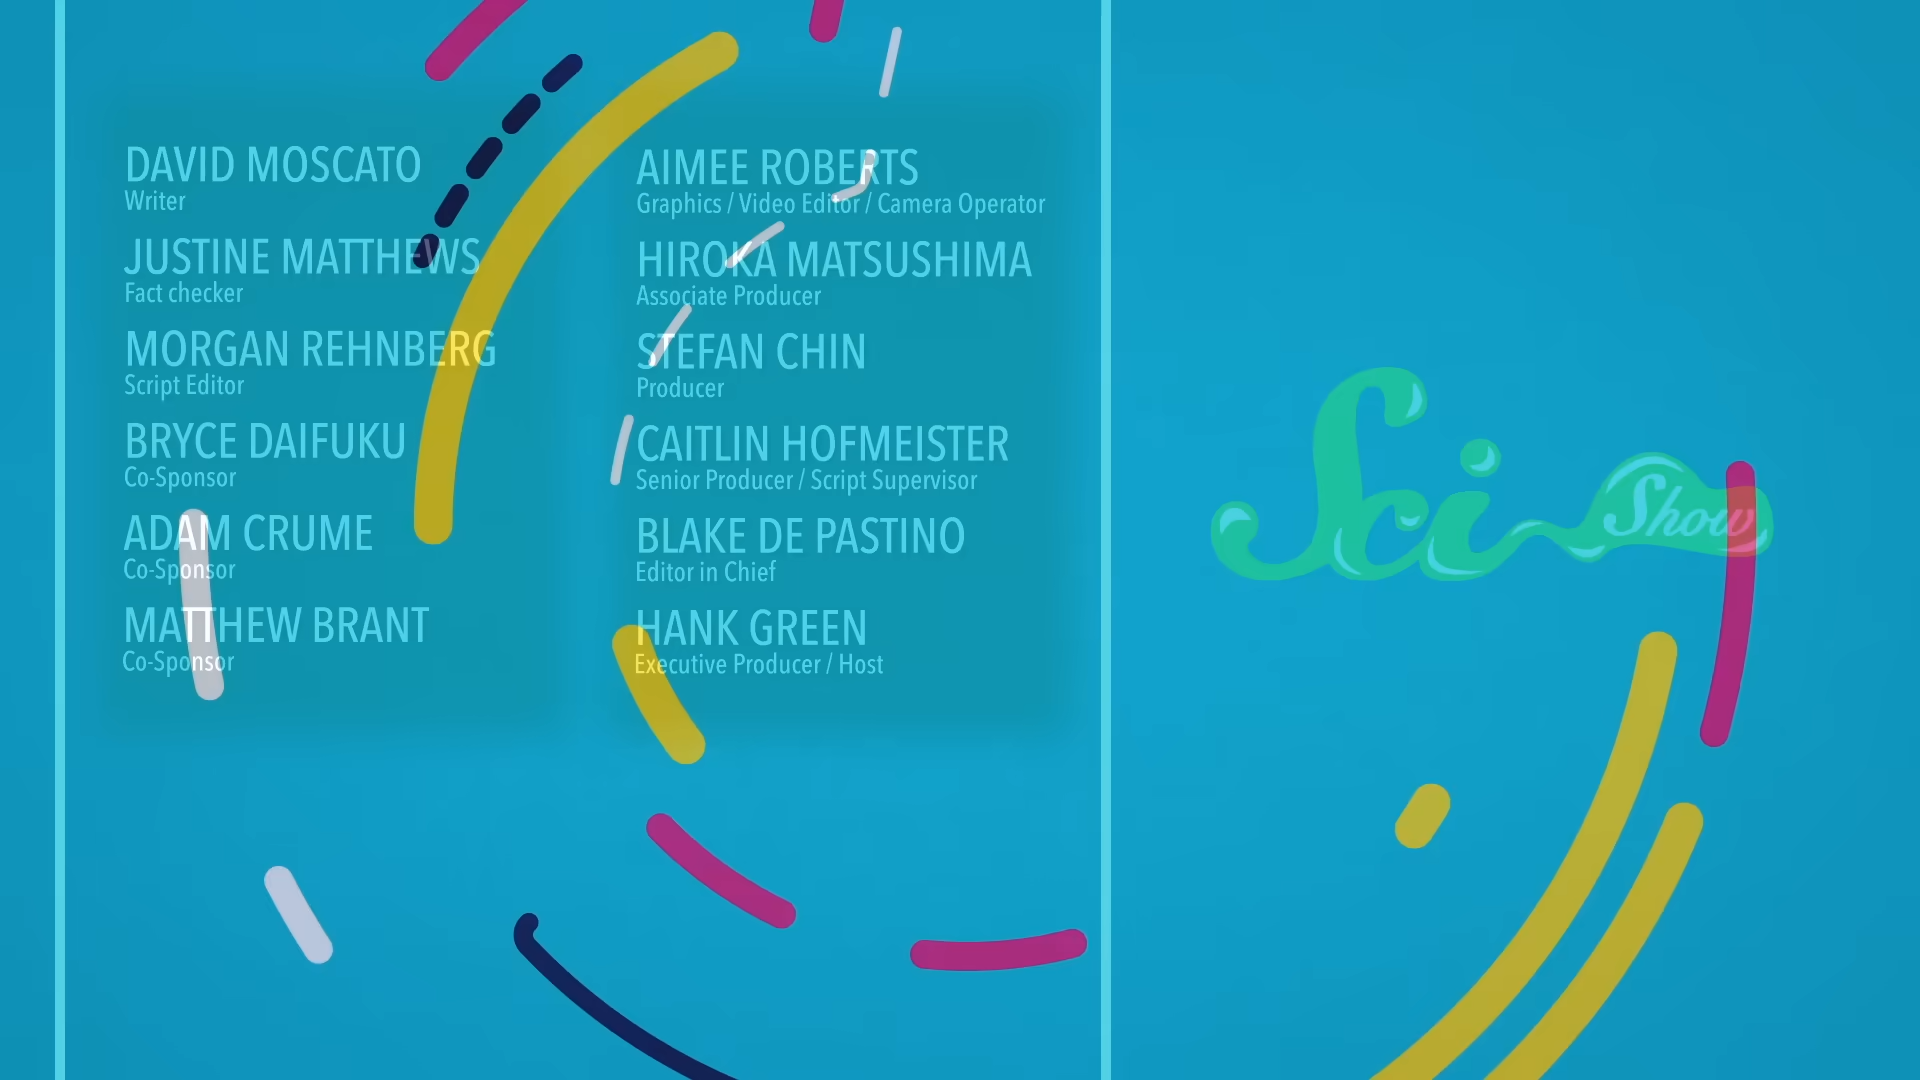 DAVID MOSCATO
Writer
JUSTINE MATTHEWS
Fact checker
MORGAN REHNBERG
Script Editor
BRYCE DAIFUKU
Co-Sponsor
ADAM CRUME
Co-Sponsor
MATTHEW BRANT
Co-Sponsor
AIMEE ROBERTS
Graphics / Video Editor / Camera Operator
HIROKA MATSUSHIMA
Associate Producer
STEFAN CHIN
Producer
CAITLIN HOFMEISTER
Senior Producer / Script Supervisor
BLAKE DE PASTINO
Editor in Chief
HANK GREEN
Executive Producer / Host
Sci Show